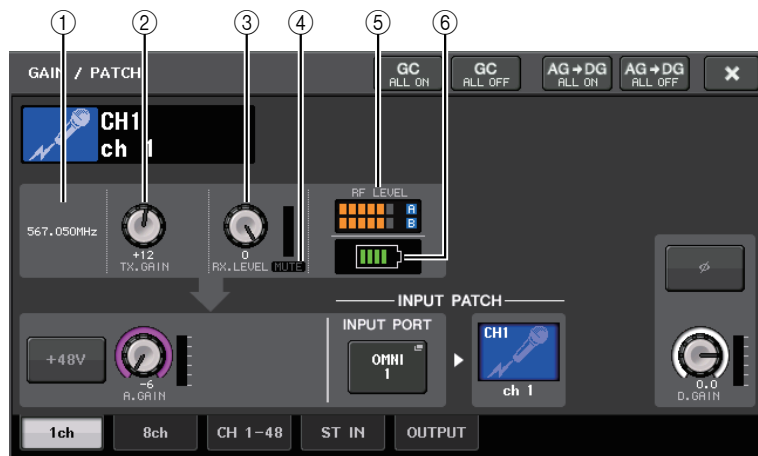 ① ② ③ ④ ⑤
GAIN / PATCH
GC ALL ON
GC ALL OFF
AG→DG ALL ON
AG→DG ALL OFF
×
CH1
ch 1
567.050MHz
+12
TX.GAIN
0
RX.LEVEL MUTE
RF LEVEL
A
B
⑥
+48V
-6
A.GAIN
INPUT PATCH
INPUT PORT
OMNI
1
CH1
ch 1
ø
0.0
D.GAIN
1ch 8ch CH 1-48 ST IN OUTPUT